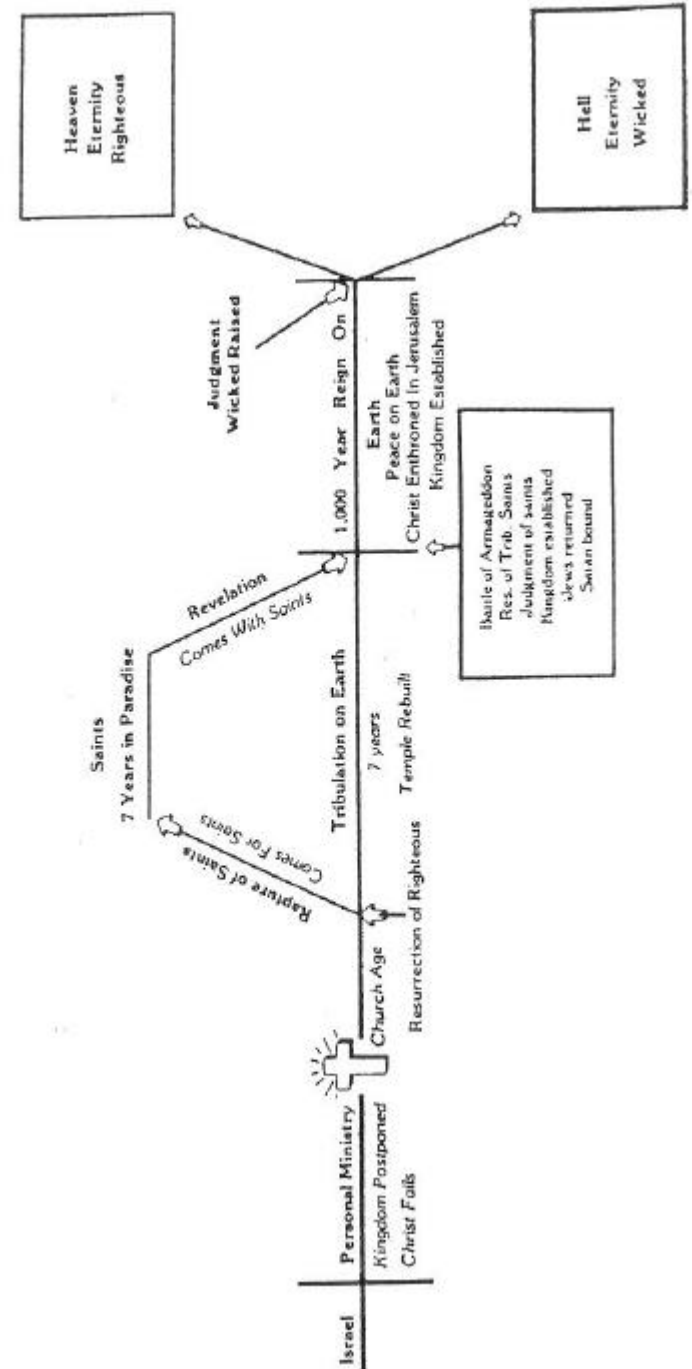 Israel
Personal Ministry
Kingdom Postponed
Christ Fails
Church Age
Resurrection of Righteous
Rapture of Saints
Comes For Saints
Saints
7 Years in Paradise
Tribulation on Earth
7 years
Temple Rebuilt
Revelation
Comes With Saints
Battle of Armageddon
Res. of Trib. Saints
Judgment of saints
Kingdom established
Jews returned
Satan bound
1,000 Year Reign On
Earth
Peace on Earth
Christ Enthroned In Jerusalem
Kingdom Established
Judgment
Wicked Raised
Heaven
Eternity
Righteous
Hell
Eternity
Wicked